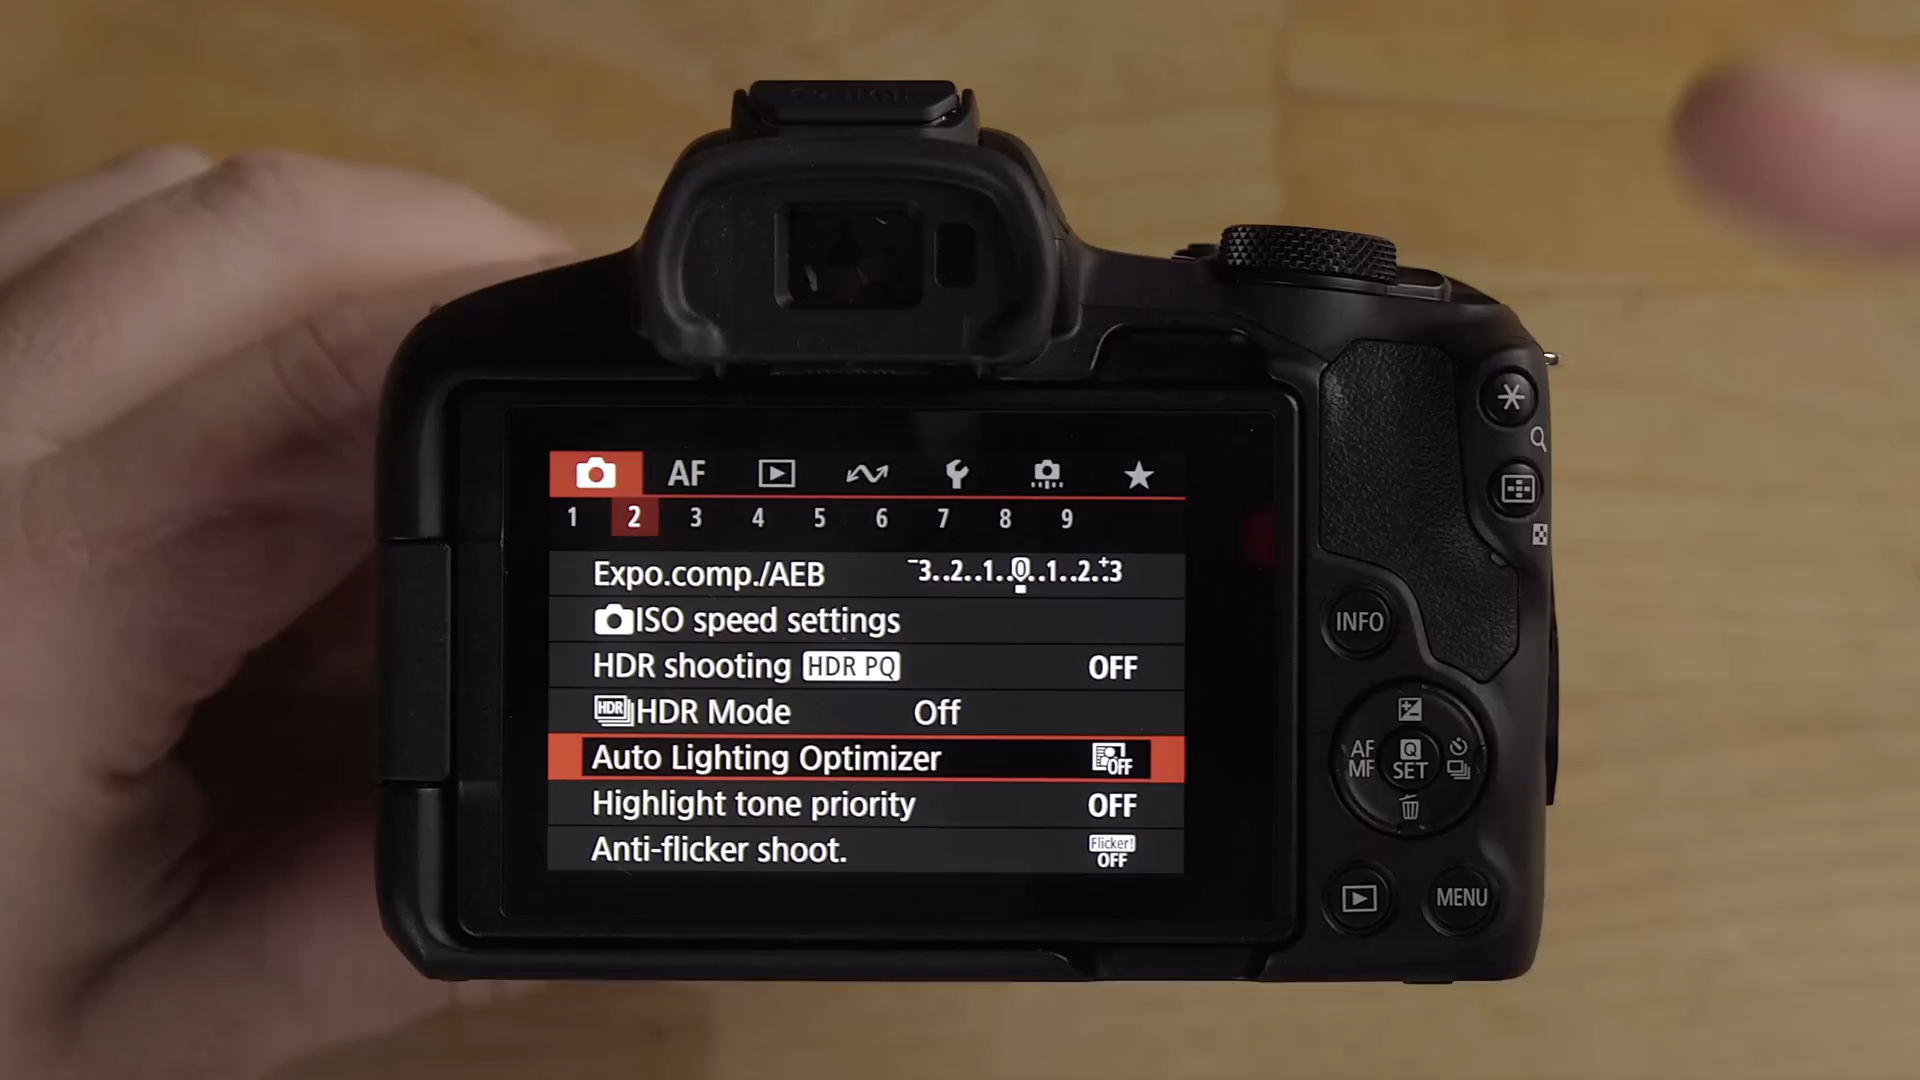 Canon
AF
1 2 3 4 5 6 7 8 9
Expo.comp./AEB -3..2..1..0..1..2..+3
ISO speed settings
HDR shooting HDR PQ OFF
HDR HDR Mode Off
Auto Lighting Optimizer OFF
Highlight tone priority OFF
Anti-flicker shoot. Flicker! OFF
INFO
AF
MF
Q
SET
MENU